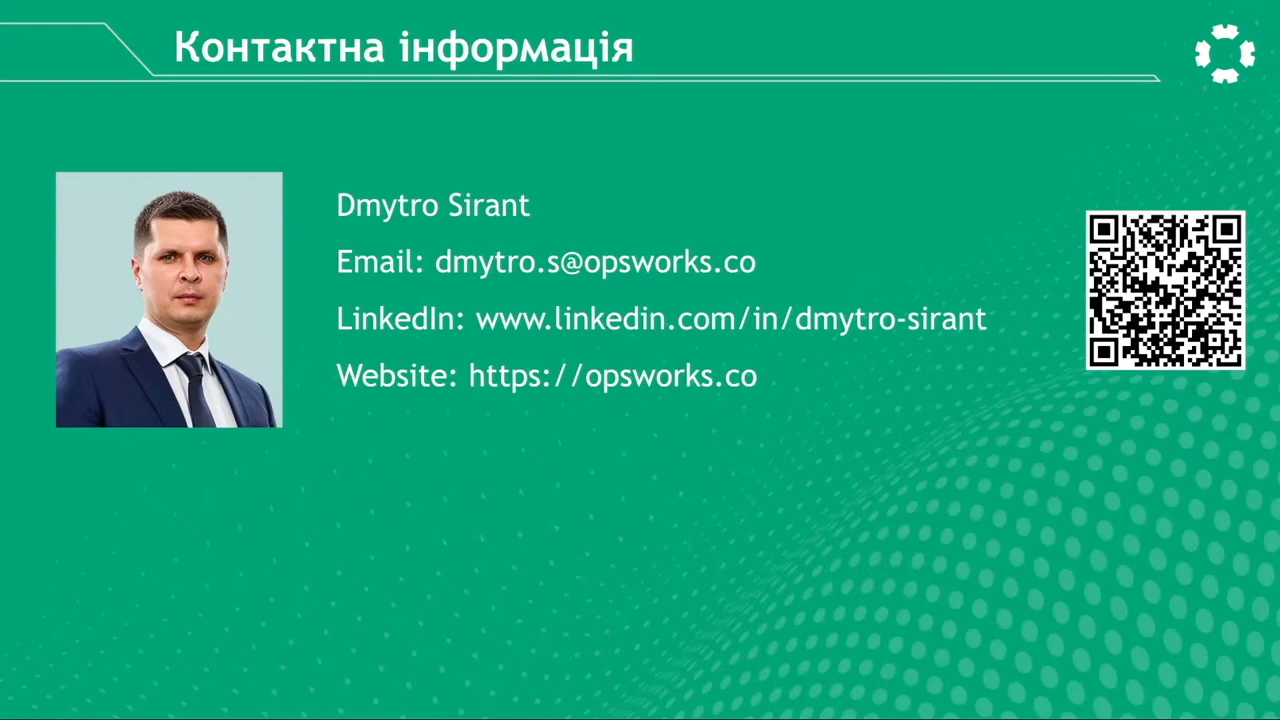 Контактна інформація
Dmytro Sirant
Email: dmytro.s@opsworks.co
LinkedIn: www.linkedin.com/in/dmytro-sirant
Website: https://opsworks.co